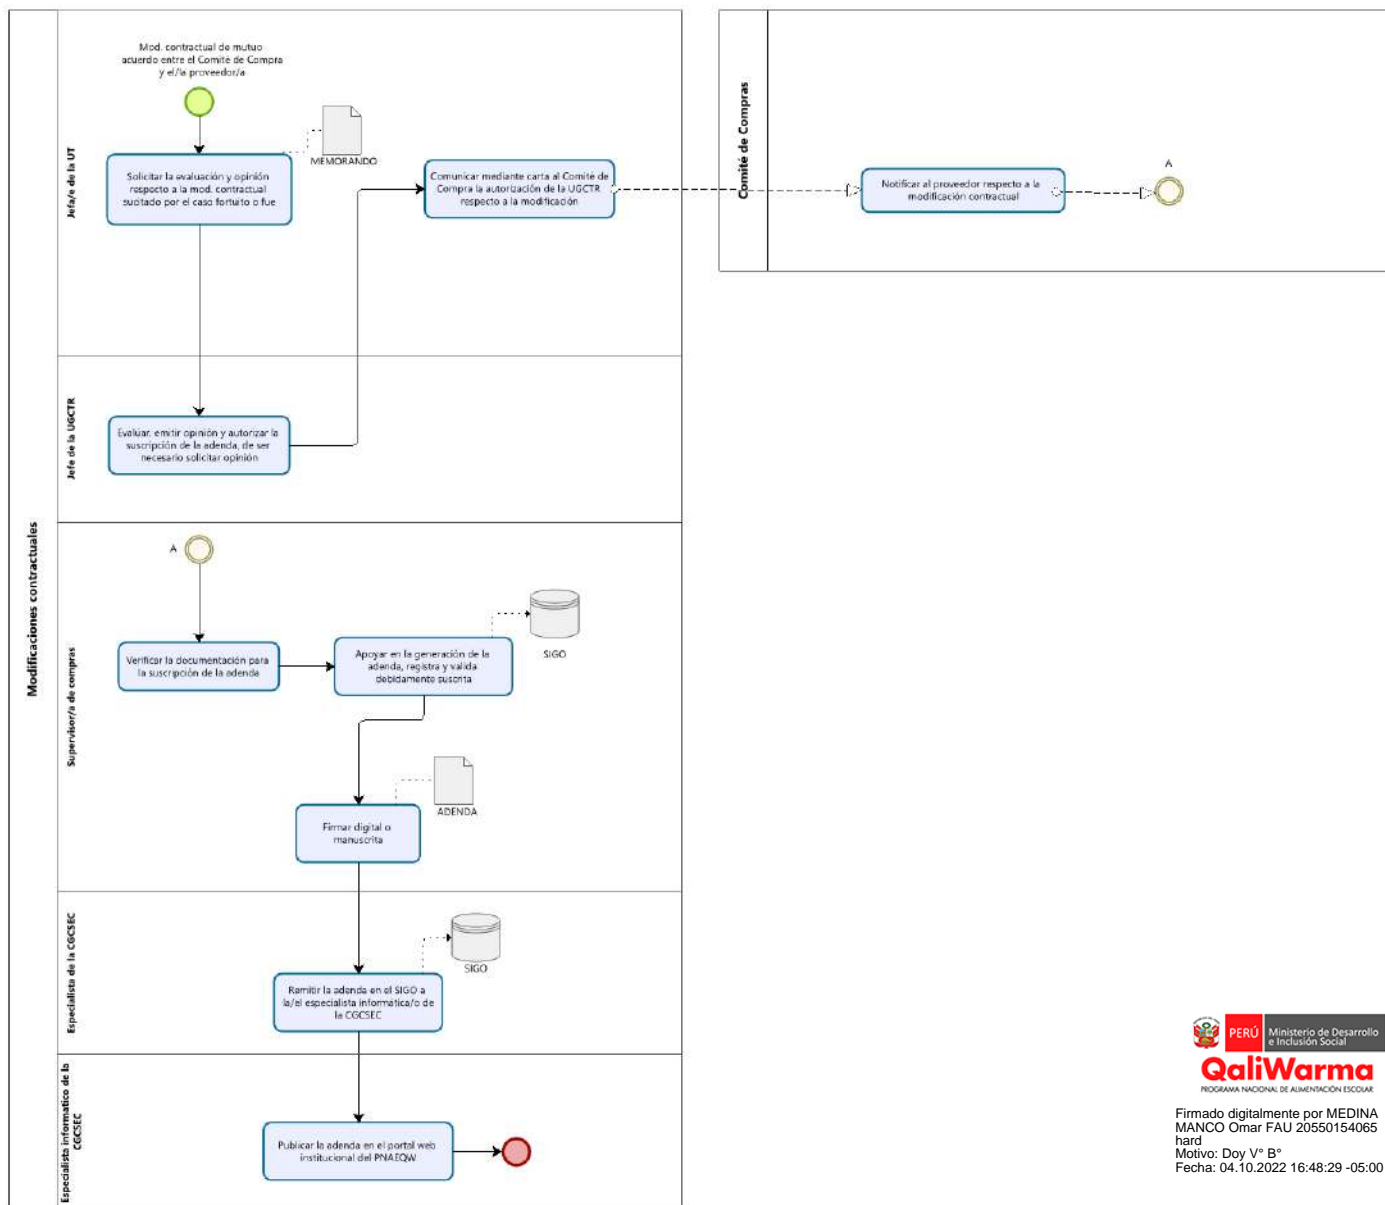 Modificaciones contractuales
Jefa/e de la UT
Mod. contractual de mutuo
acuerdo entre el Comité de Compra
y el/la proveedor/a
MEMORANDO
Solicitar la evaluación y opinión
respecto a la mod. contractual
sucitado por el caso fortuito o fue
Comunicar mediante carta al Comité de
Compra la autorización de la UGCTR
respecto a la modificación
Comité de Compras
Notificar al proveedor respecto a la
modificación contractual
A
Jefe de la UGCTR
Evaluar, emitir opinión y autorizar la
suscripción de la adenda, de ser
necesario solicitar opinión
Supervisor/a de compras
A
Verificar la documentación para
la suscripción de la adenda
Apoyar en la generación de la
adenda, registra y valida
debidamente suscrita
SIGO
ADENDA
Firmar digital o
manuscrita
Especialista de la CGCSEC
SIGO
Remitir la adenda en el SIGO a
la/el especialista informática/o de
la CGCSEC
Especialista informatico de la
CGCSEC
Publicar la adenda en el portal web
institucional del PNAEQW
PERÚ
Ministerio de Desarrollo
e Inclusión Social
QaliWarma
PROGRAMA NACIONAL DE ALIMENTACIÓN ESCOLAR
Firmado digitalmente por MEDINA
MANCO Omar FAU 20550154065
hard
Motivo: Doy V° B°
Fecha: 04.10.2022 16:48:29 -05:00